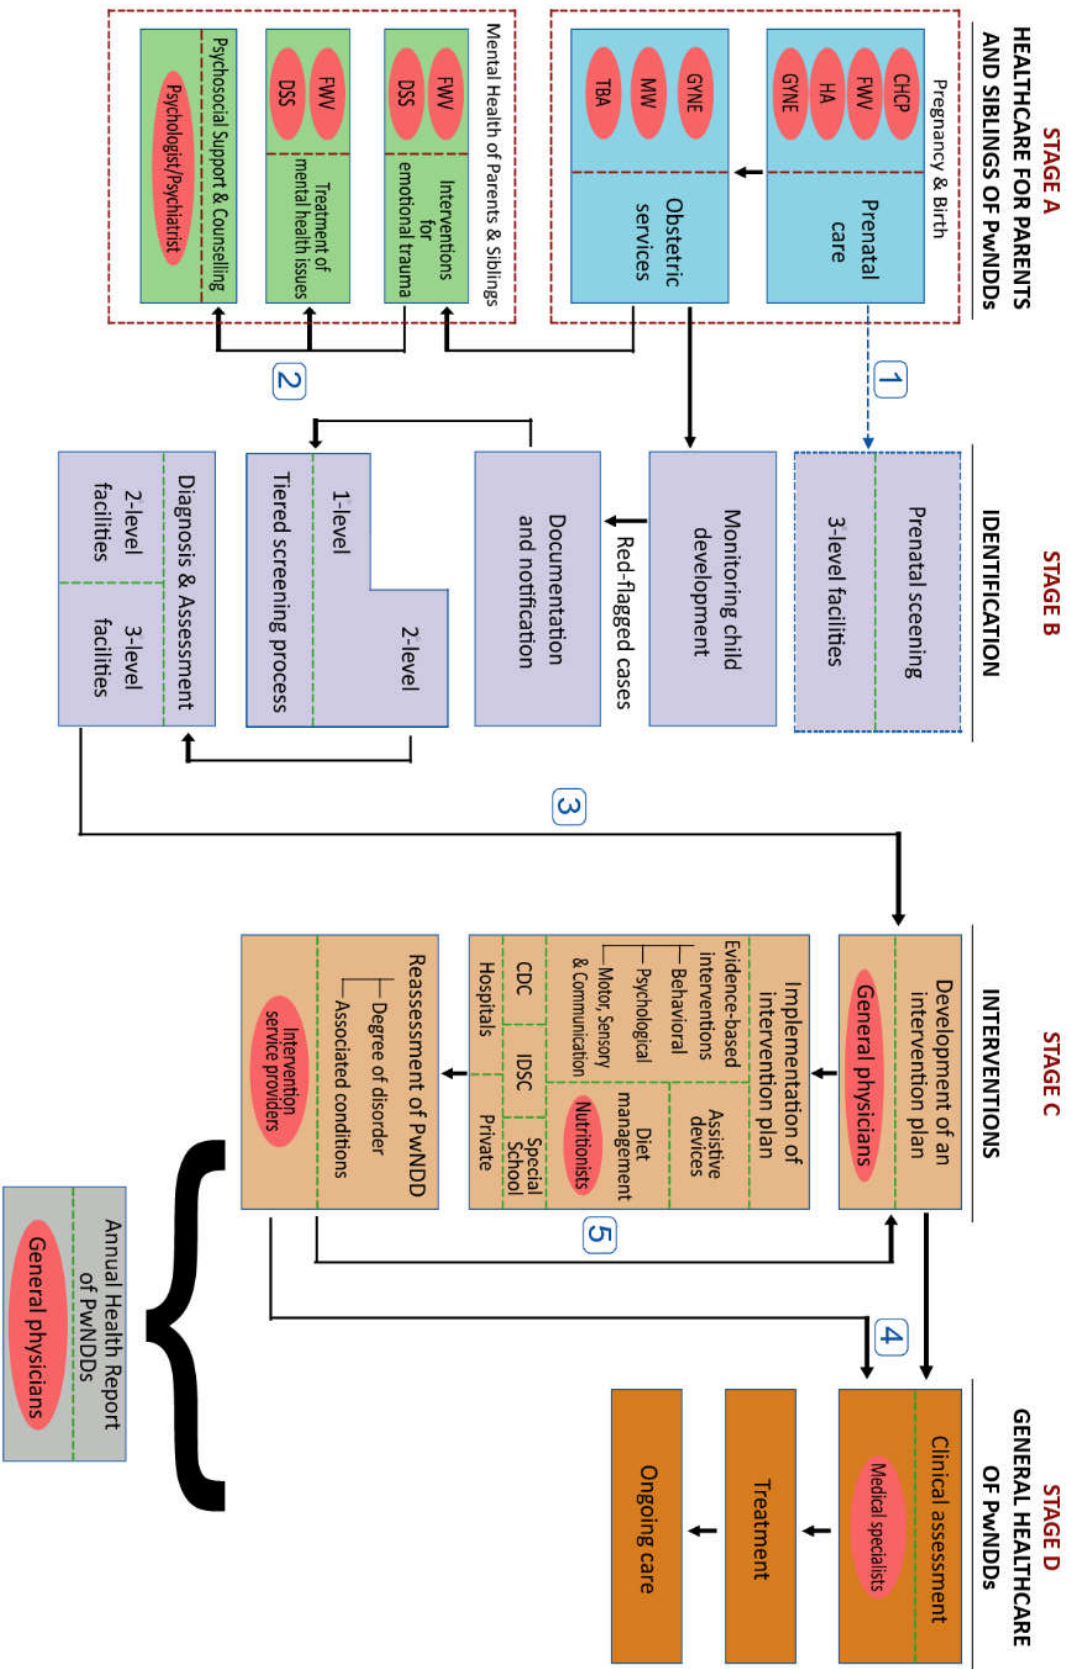 STAGE A
HEALTHCARE FOR PARENTS
AND SIBLINGS OF PwNDDs
Pregnancy & Birth
CHCP
FWV
HA
GYNE
Prenatal
care
GYNE
MW
TBA
Obstetric
services
Mental Health of Parents & Siblings
FWV
DSS
Interventions
for
emotional trauma
FWV
DSS
Treatment of
mental health issues
Psychosocial Support & Counselling
Psychologist/Psychiatrist
1
2
STAGE B
IDENTIFICATION
Prenatal sceening
3°-level facilities
Monitoring child
development
Red-flagged cases
Documentation
and notification
2°-level
1°-level
Tiered screening process
Diagnosis & Assessment
2°-level
facilities
3°-level
facilities
3
STAGE C
INTERVENTIONS
Development of an
intervention plan
General physicians
Implementation of
intervention plan
Evidence-based
interventions
Behavioral
Psychological
Motor, Sensory
& Communication
Assistive
devices
Diet
management
Nutritionists
CDC
IDSC
Special
School
Hospitals
Private
Reassessment of PwNDD
Degree of disorder
Associated conditions
Intervention
service providers
5
4
STAGE D
GENERAL HEALTHCARE
OF PwNDDs
Clinical assessment
Medical specialists
Treatment
Ongoing care
Annual Health Report
of PwNDDs
General physicians